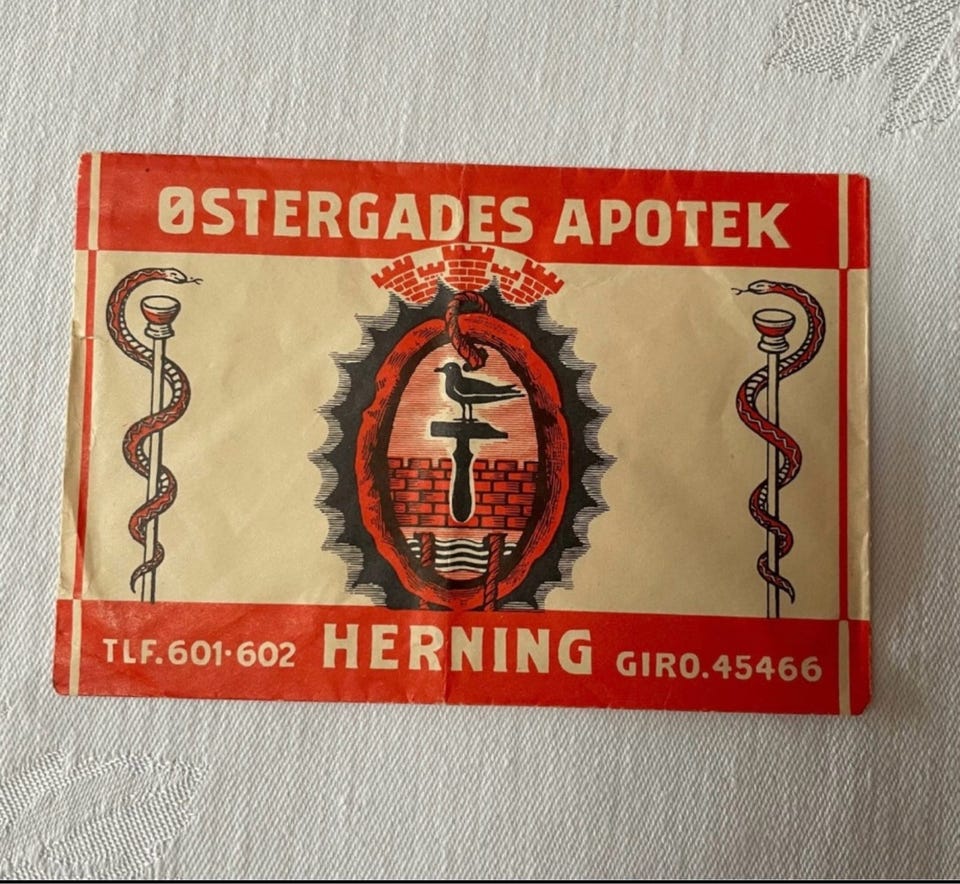 ØSTERGADES APOTEK
TLF.601·602 HERNING GIRO.45466